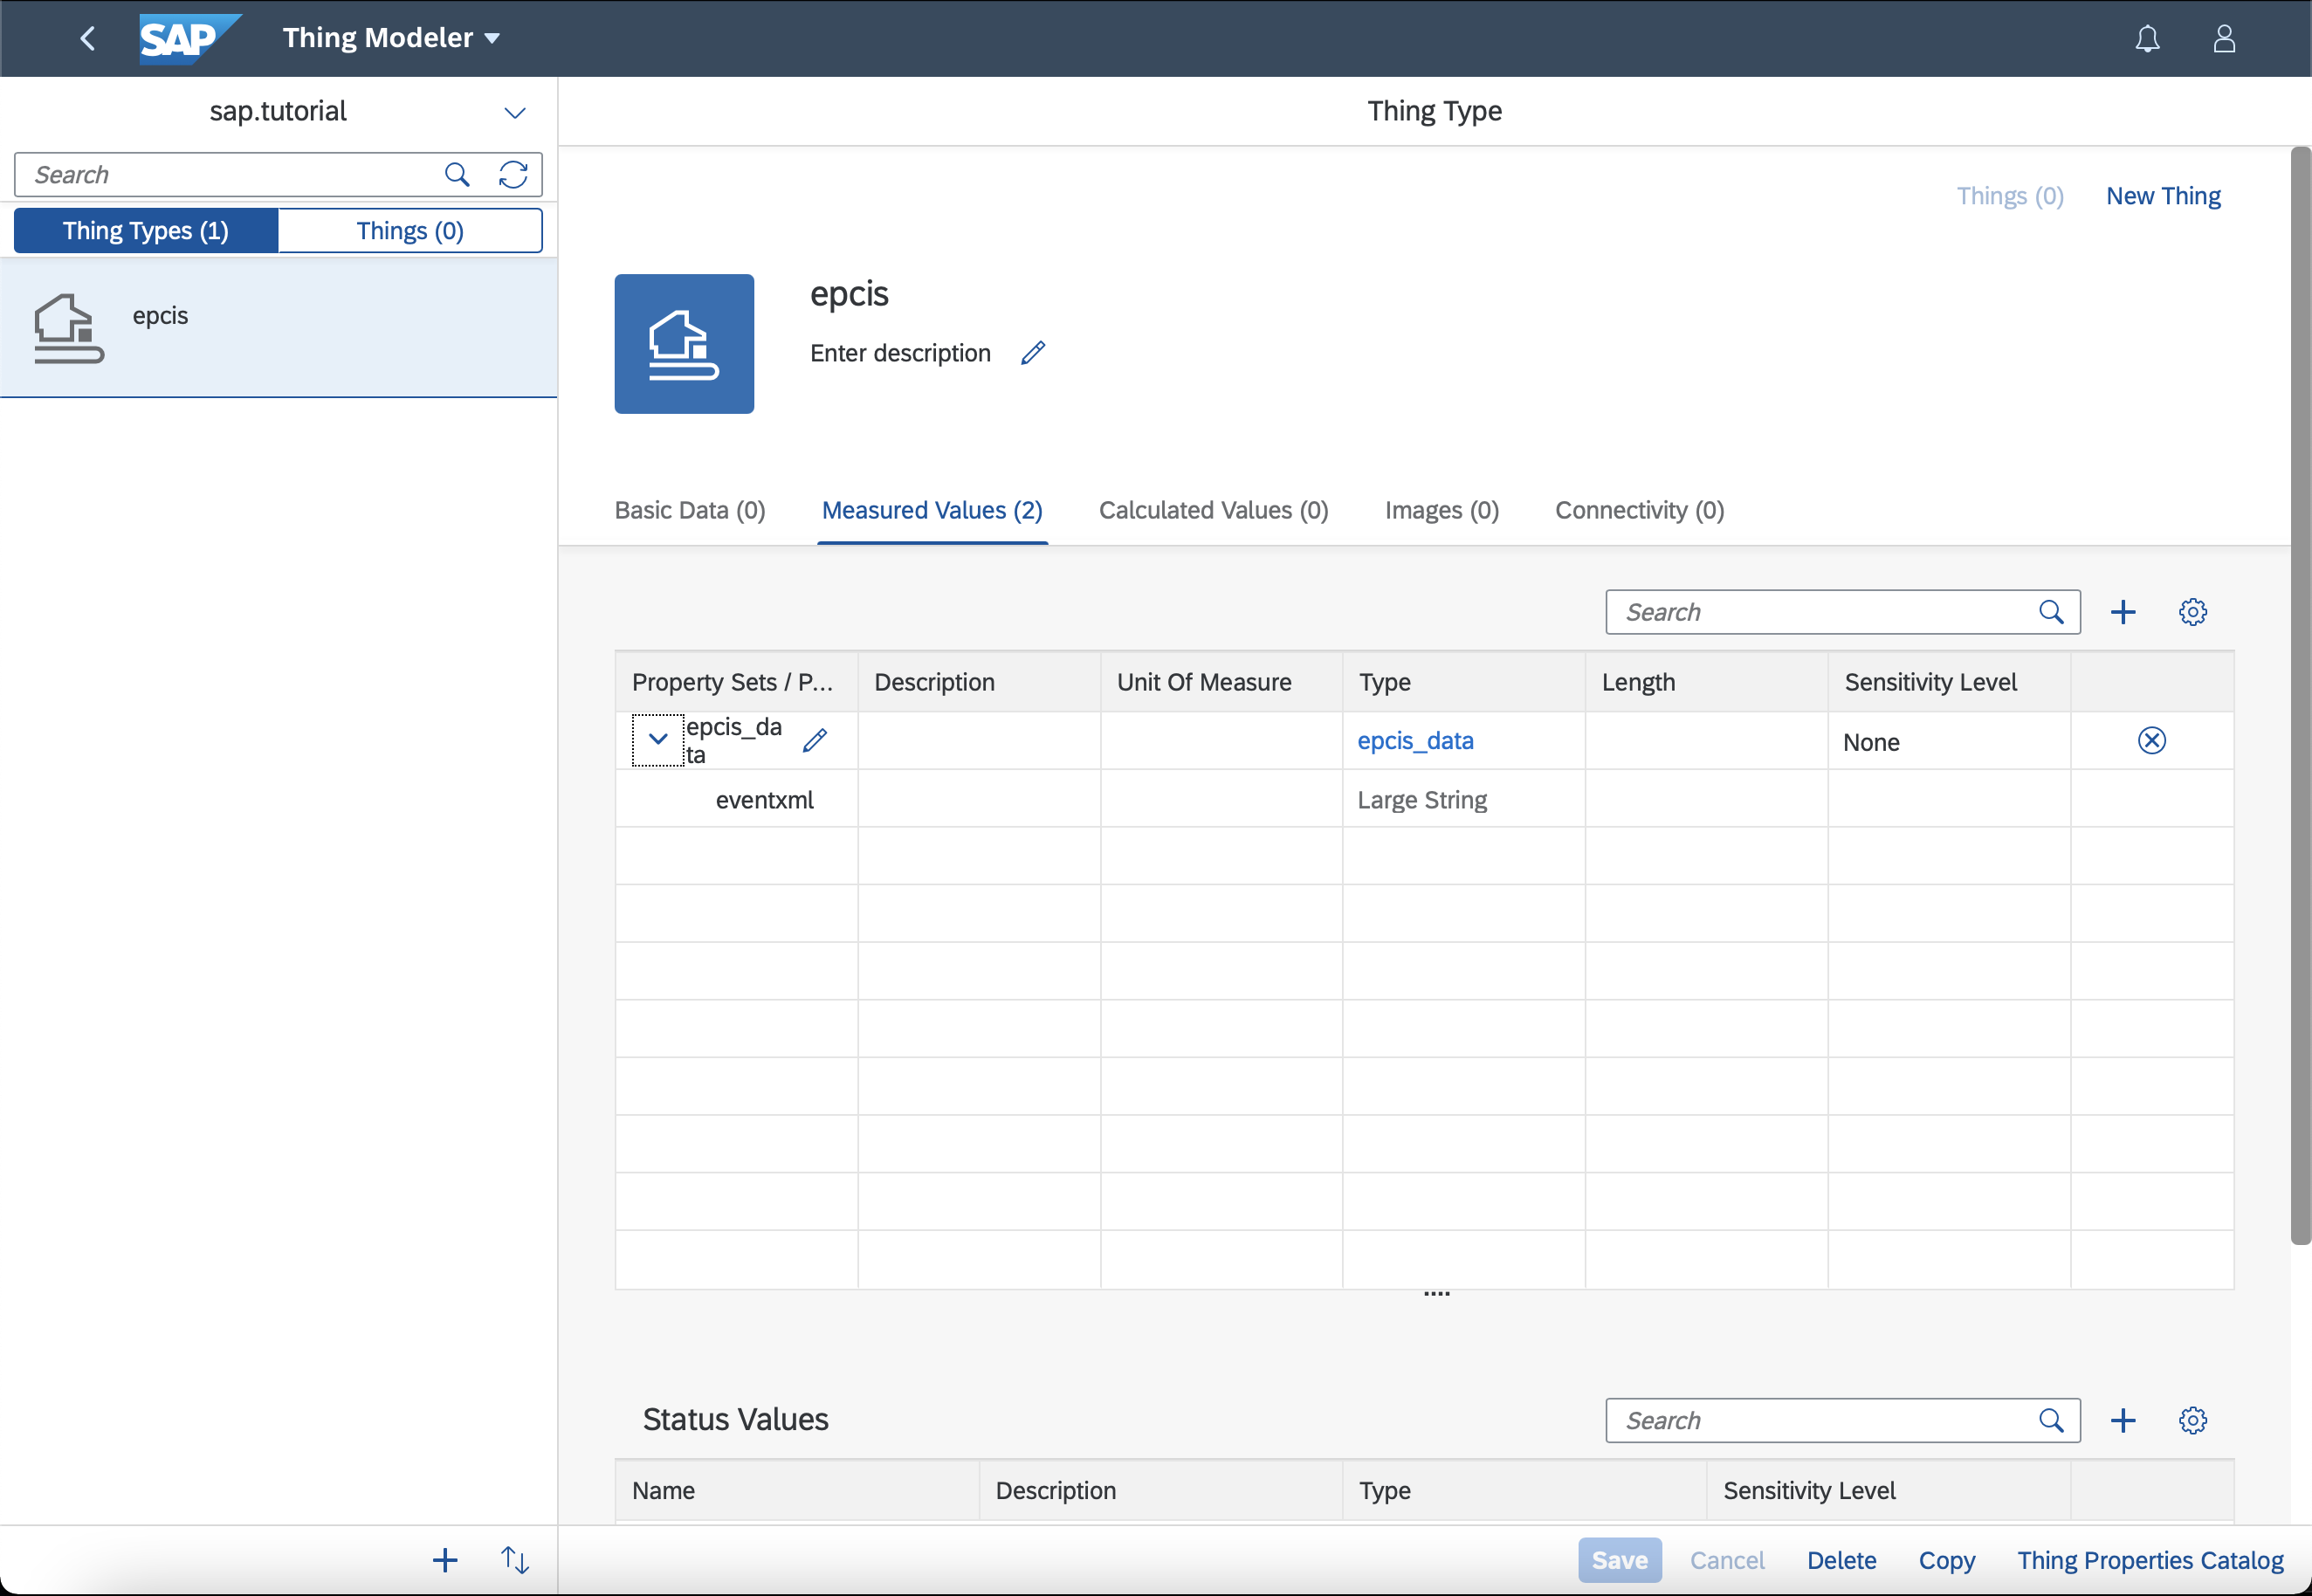 SAP
Thing Modeler
sap.tutorial
Thing Type
Search
Things (0) New Thing
Thing Types (1) Things (0)
epcis
epcis
Enter description
Basic Data (0) Measured Values (2) Calculated Values (0) Images (0) Connectivity (0)
Search
Property Sets / P... Description Unit Of Measure Type Length Sensitivity Level
epcis_da
ta epcis_data None
eventxml Large String
Status Values Search
Name Description Type Sensitivity Level
Save Cancel Delete Copy Thing Properties Catalog